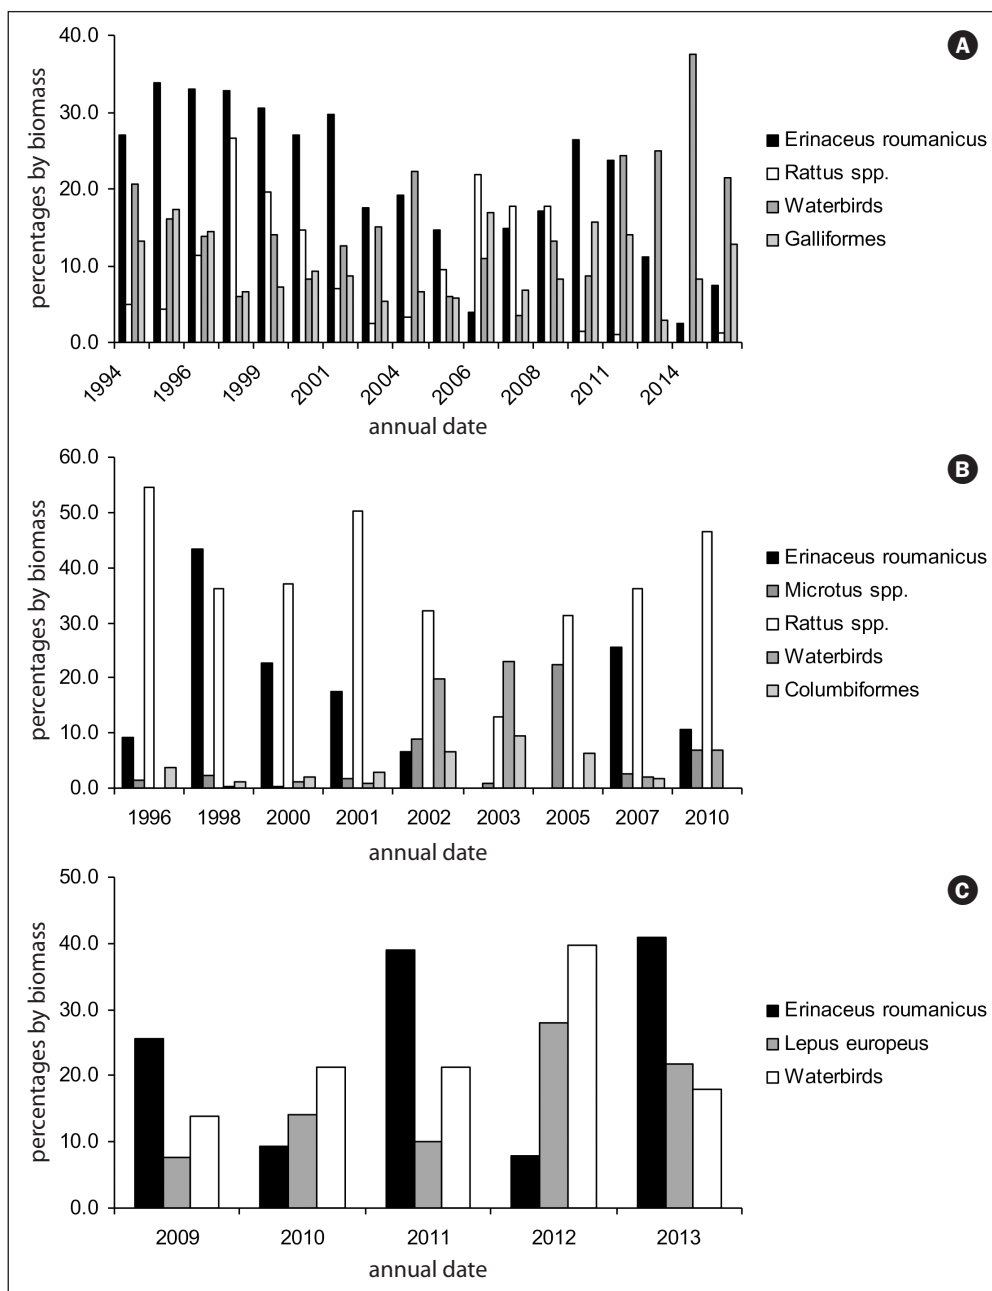 A
percentages by biomass
40.0
30.0
20.0
10.0
0.0
1994
1996
1999
2001
2004
2006
2008
2011
2014
annual date
Erinaceus roumanicus
Rattus spp.
Waterbirds
Galliformes
B
percentages by biomass
60.0
50.0
40.0
30.0
20.0
10.0
0.0
1996 1998 2000 2001 2002 2003 2005 2007 2010
annual date
Erinaceus roumanicus
Microtus spp.
Rattus spp.
Waterbirds
Columbiformes
C
percentages by biomass
50.0
40.0
30.0
20.0
10.0
0.0
2009 2010 2011 2012 2013
annual date
Erinaceus roumanicus
Lepus europeus
Waterbirds